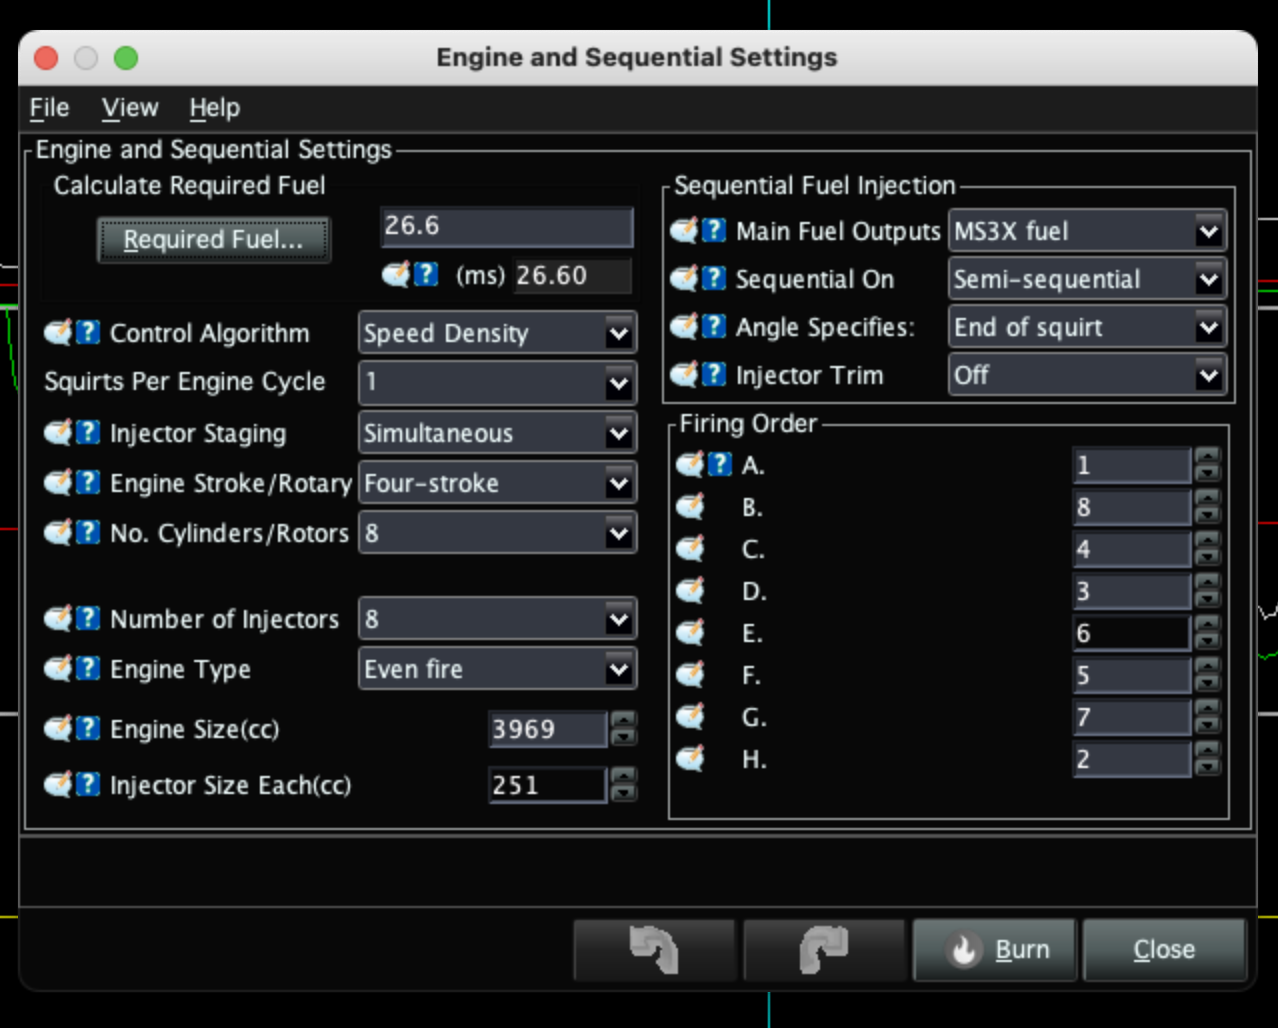 Engine and Sequential Settings
File View Help
Engine and Sequential Settings
Calculate Required Fuel
Required Fuel...
26.6
? (ms) 26.60
? Control Algorithm Speed Density
Squirts Per Engine Cycle 1
? Injector Staging Simultaneous
? Engine Stroke/Rotary Four-stroke
? No. Cylinders/Rotors 8
? Number of Injectors 8
? Engine Type Even fire
? Engine Size(cc) 3969
? Injector Size Each(cc) 251
Sequential Fuel Injection
? Main Fuel Outputs MS3X fuel
? Sequential On Semi-sequential
? Angle Specifies: End of squirt
? Injector Trim Off
Firing Order
? A. 1
B. 8
C. 4
D. 3
E. 6
F. 5
G. 7
H. 2
Burn Close